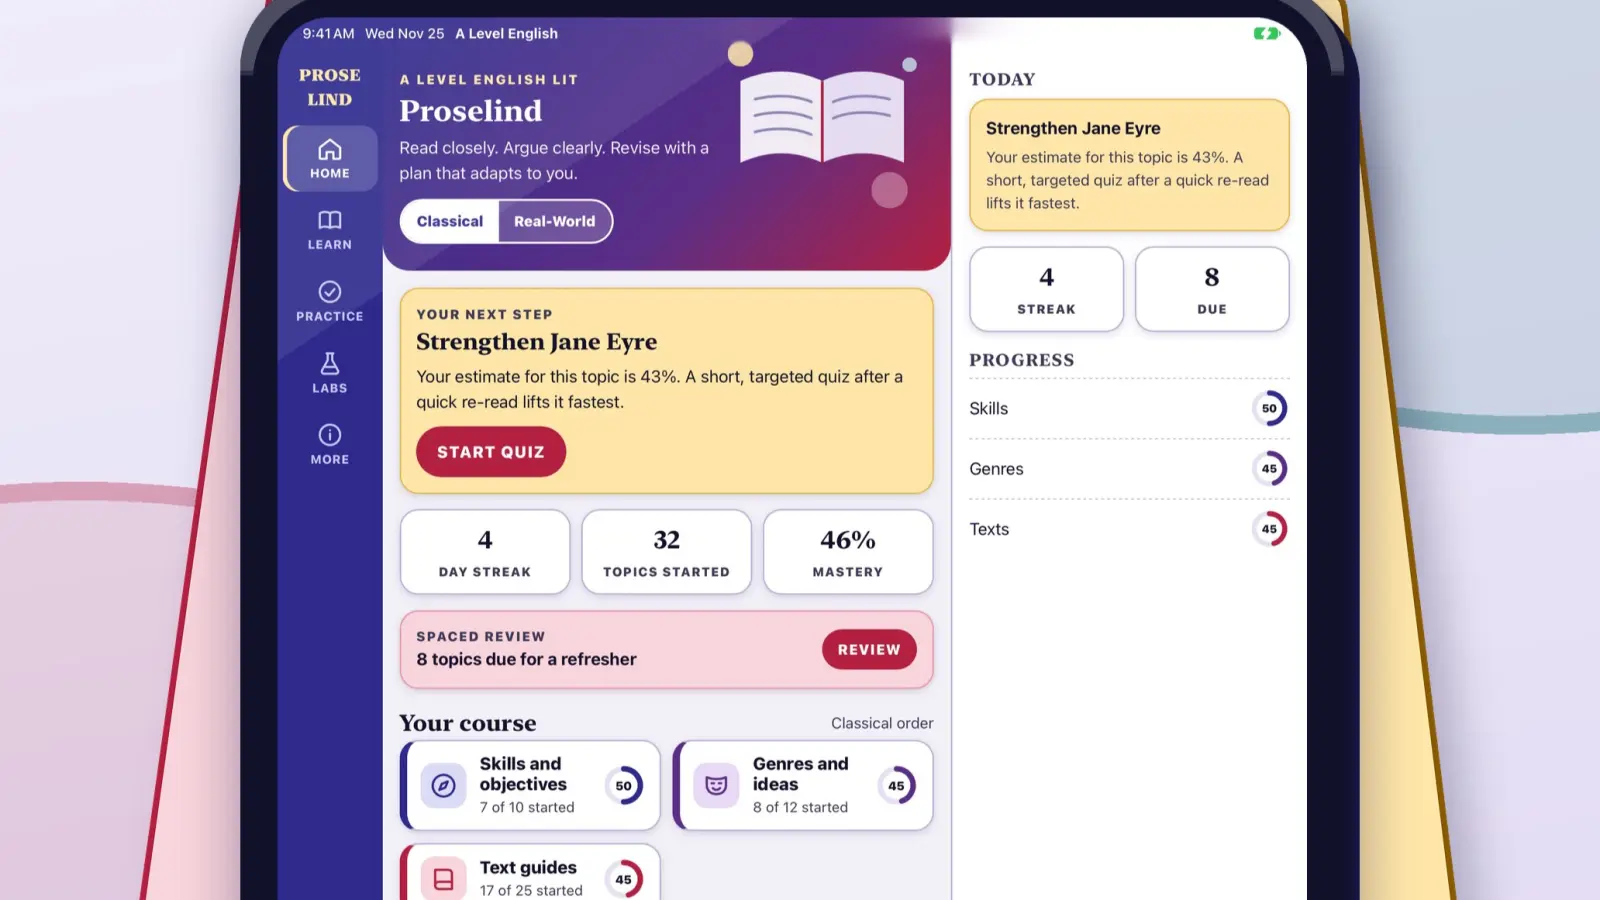 9:41 AM Wed Nov 25 A Level English
PROSE
LIND
HOME
LEARN
PRACTICE
LABS
MORE
A LEVEL ENGLISH LIT
Proselind
Read closely. Argue clearly. Revise with a
plan that adapts to you.
Classical Real-World
YOUR NEXT STEP
Strengthen Jane Eyre
Your estimate for this topic is 43%. A short, targeted quiz after a
quick re-read lifts it fastest.
START QUIZ
4
DAY STREAK
32
TOPICS STARTED
46%
MASTERY
SPACED REVIEW
8 topics due for a refresher
REVIEW
Your course
Classical order
Skills and
objectives
7 of 10 started
50
Genres and
ideas
8 of 12 started
45
Text guides
17 of 25 started
45
TODAY
Strengthen Jane Eyre
Your estimate for this topic is 43%. A
short, targeted quiz after a quick re-read
lifts it fastest.
4
STREAK
8
DUE
PROGRESS
Skills 50
Genres 45
Texts 45